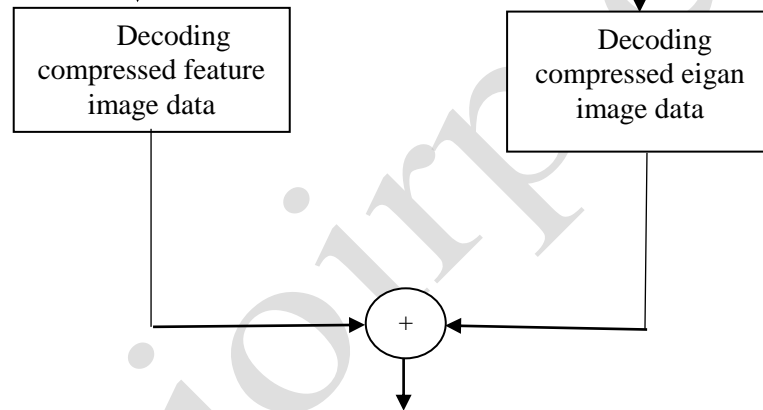 Decoding
compressed feature
image data
Decoding
compressed eigan
image data
+